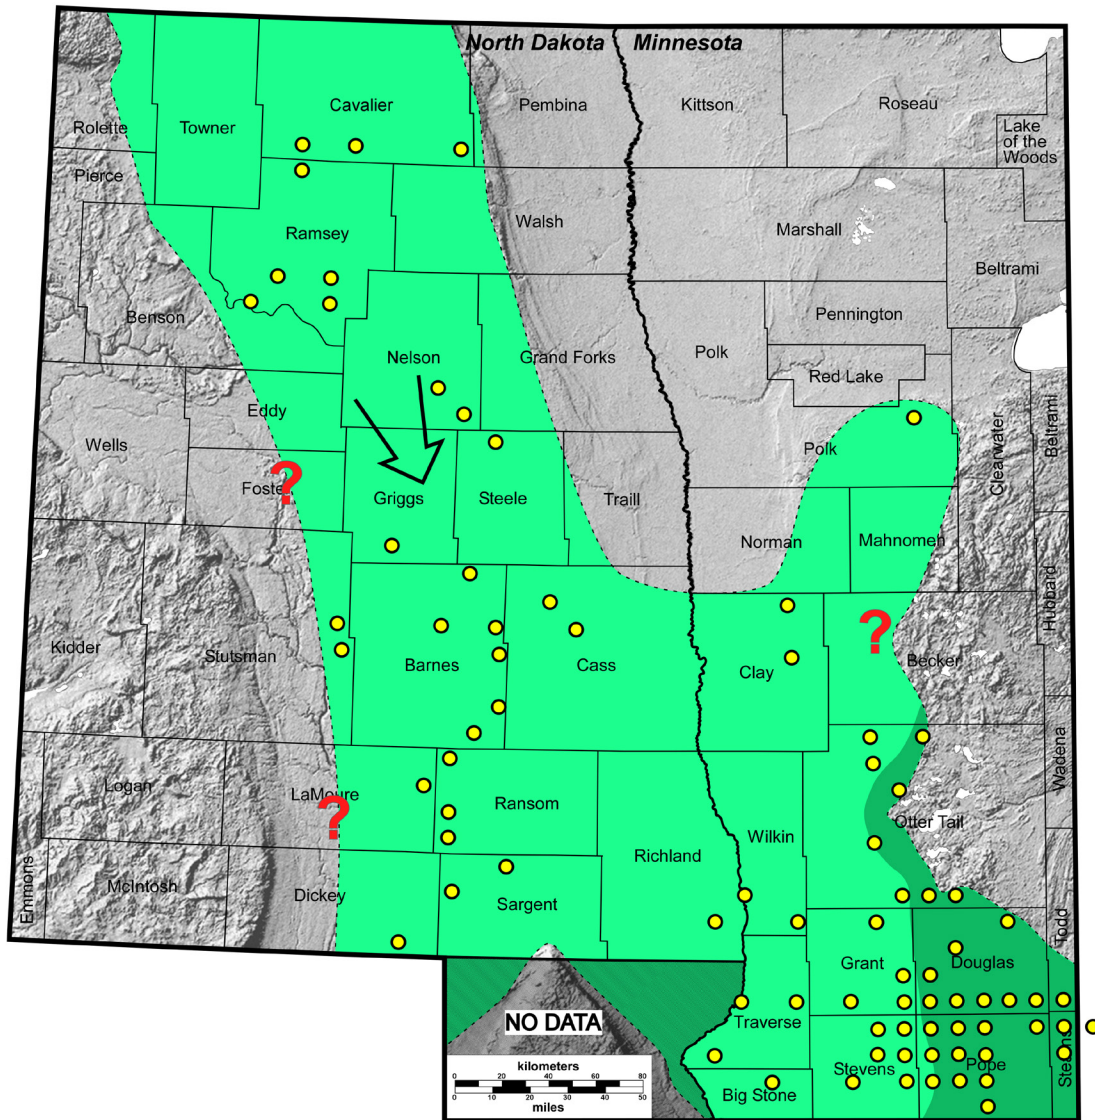 North Dakota Minnesota
Cavalier
Pembina
Kittson
Roseau
Rolette
Towner
Lake
of the
Woods
Pierce
Walsh
Ramsey
Marshall
Beltrami
Benson
Pennington
Nelson
Grand Forks
Polk
Red Lake
Eddy
Wells
Polk
Clearwater
Beltrami
Foster
?
Griggs
Steele
Traill
Norman
Mahnomen
Hubbard
?
Kidder
Stutsman
Barnes
Cass
Clay
Becker
Wadena
Logan
LaMoure
?
Ransom
Wilkin
Otter Tail
Richland
Emmons
McIntosh
Dickey
Sargent
Todd
Grant
Douglas
NO DATA
Traverse
Stevens
Pope
Stearns
Big Stone
kilometers
0 20 40 60 80
0 10 20 30 40 50
miles